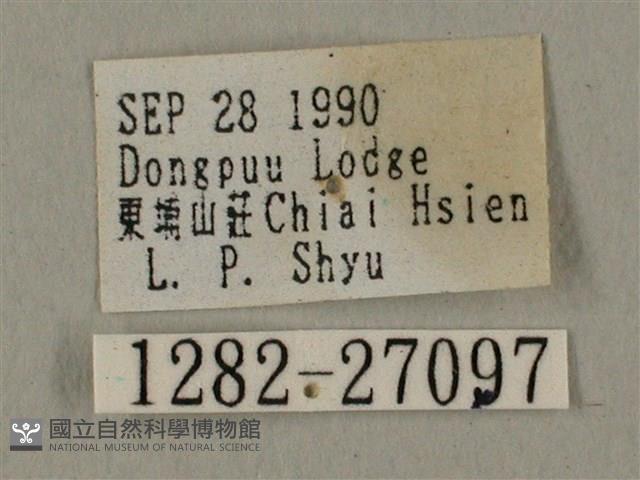 SEP 28 1990
Dongpuu Lodge
東埔山莊Chiai Hsien
L. P. Shyu
1282-27097
國立自然科學博物館
NATIONAL MUSEUM OF NATURAL SCIENCE